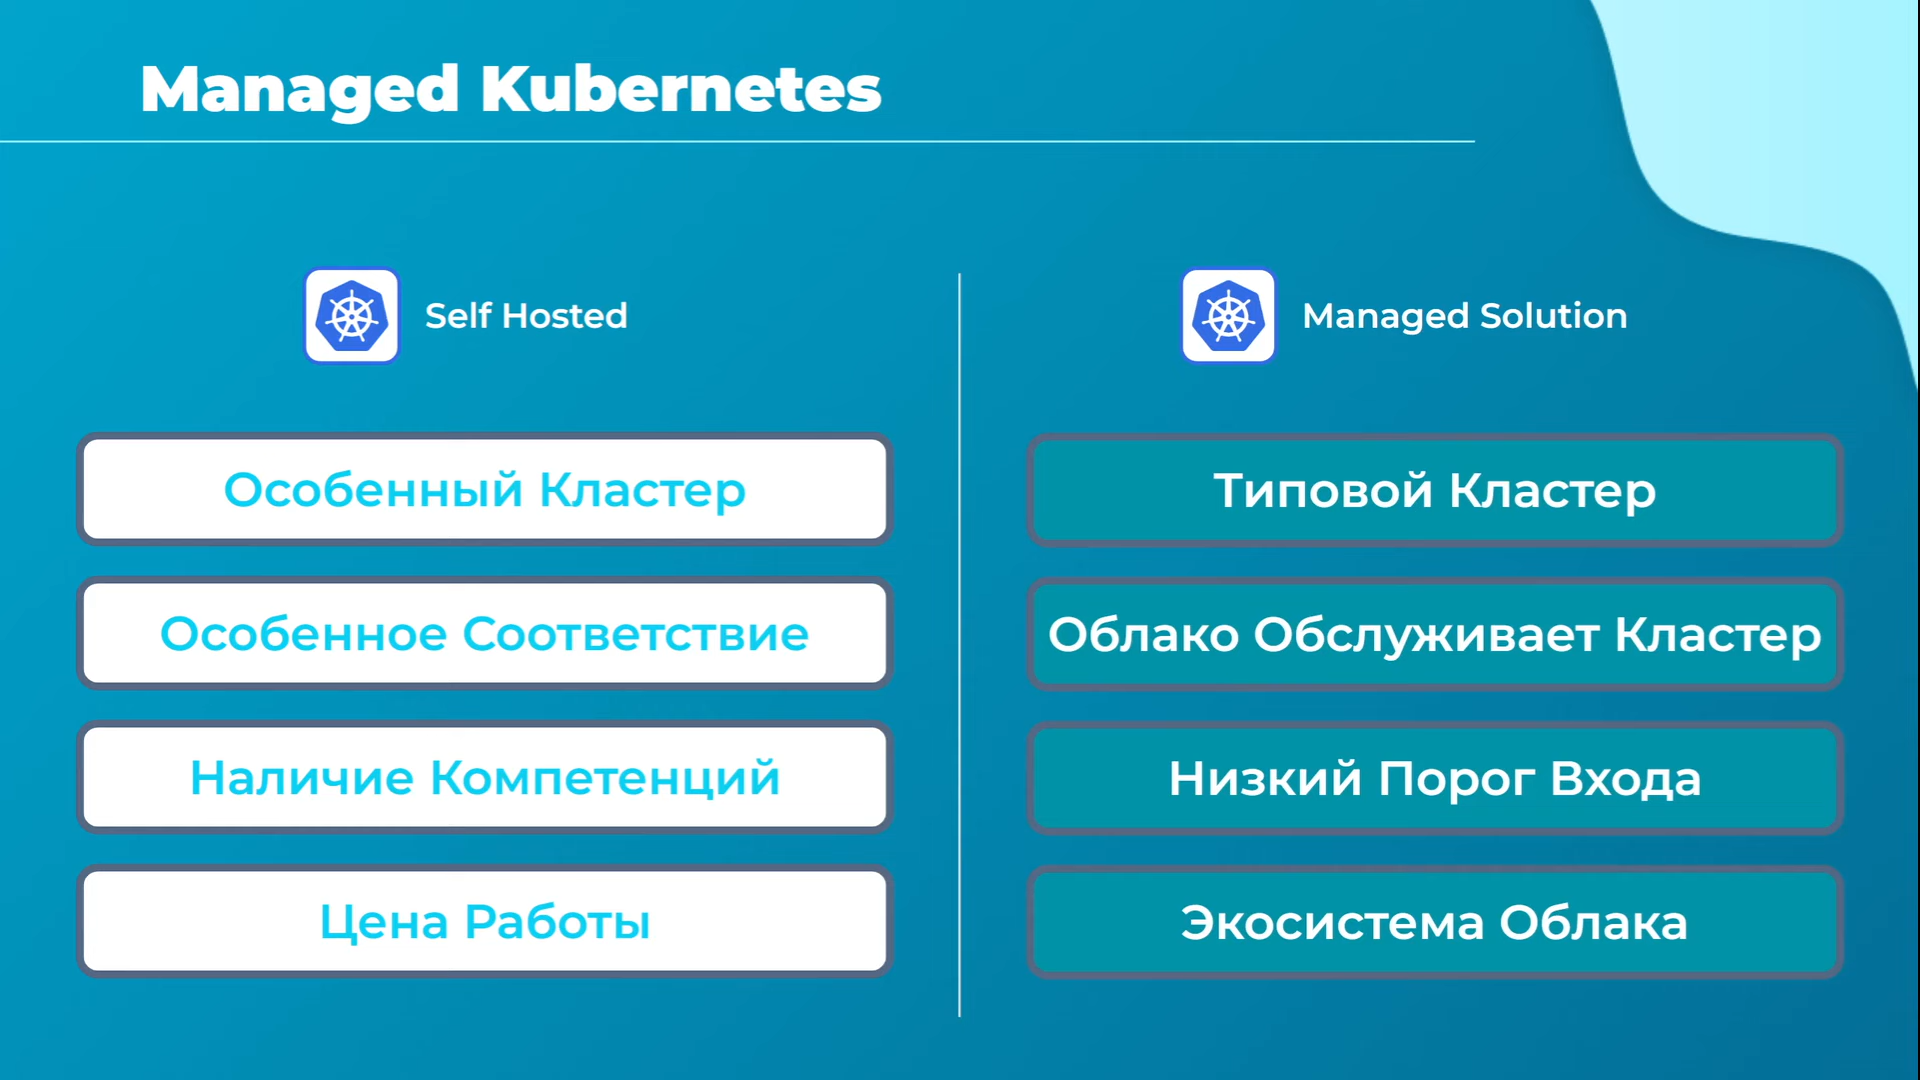 Managed Kubernetes
Self Hosted
Особенный Кластер
Особенное Соответствие
Наличие Компетенций
Цена Работы
Managed Solution
Типовой Кластер
Облако Обслуживает Кластер
Низкий Порог Входа
Экосистема Облака